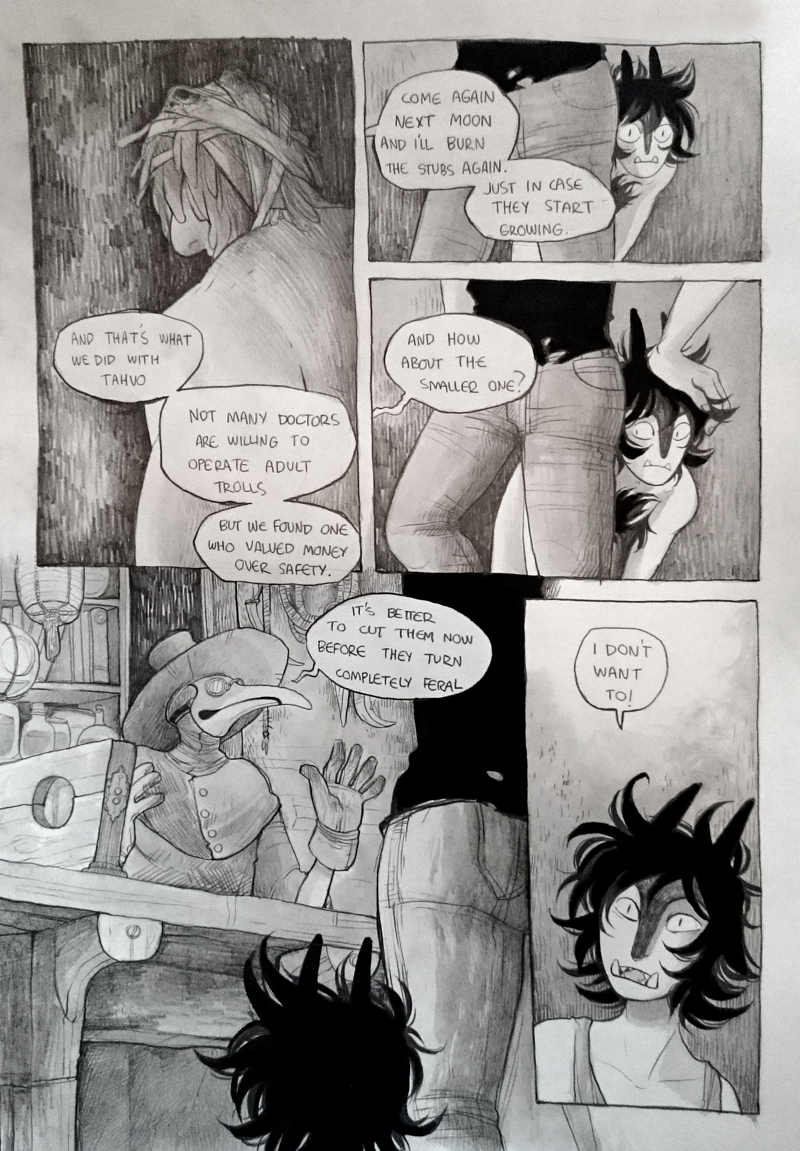 AND THAT'S WHAT
WE DID WITH
TAHVO
NOT MANY DOCTORS
ARE WILLING TO
OPERATE ADULT
TROLLS
BUT WE FOUND ONE
WHO VALUED MONEY
OVER SAFETY.
COME AGAIN
NEXT MOON
AND I'LL BURN
THE STUBS AGAIN.
JUST IN CASE
THEY START
GROWING.
AND HOW
ABOUT THE
SMALLER ONE?
IT'S BETTER
TO CUT THEM NOW
BEFORE THEY TURN
COMPLETELY FERAL
I DON'T
WANT
TO!